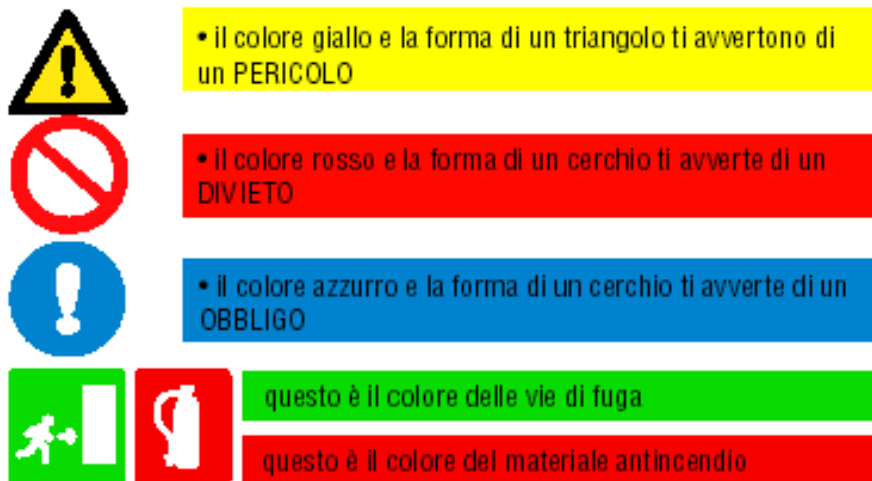 • il colore giallo e la forma di un triangolo ti avvertono di
un PERICOLO
• il colore rosso e la forma di un cerchio ti avverte di un
DIVIETO
• il colore azzurro e la forma di un cerchio ti avverte di un
OBBLIGO
questo è il colore delle vie di fuga
questo è il colore del materiale antincendio